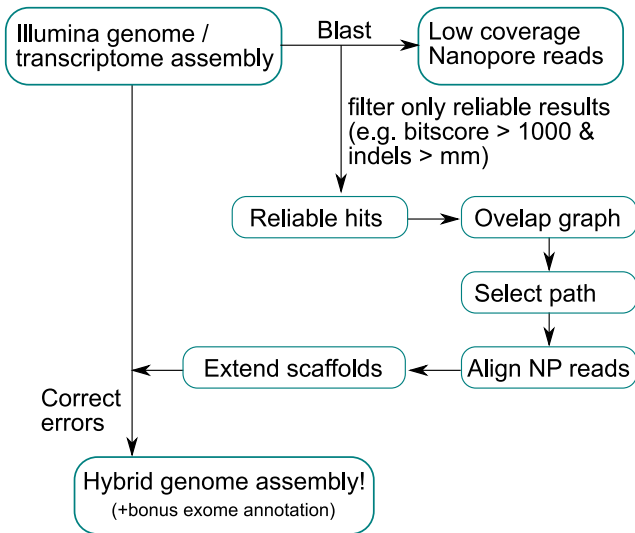 Illumina genome /
transcriptome assembly
Blast
Low coverage
Nanopore reads
filter only reliable results
(e.g. bitscore > 1000 &
indels > mm)
Reliable hits
Ovelap graph
Select path
Extend scaffolds
Align NP reads
Correct
errors
Hybrid genome assembly!
(+bonus exome annotation)